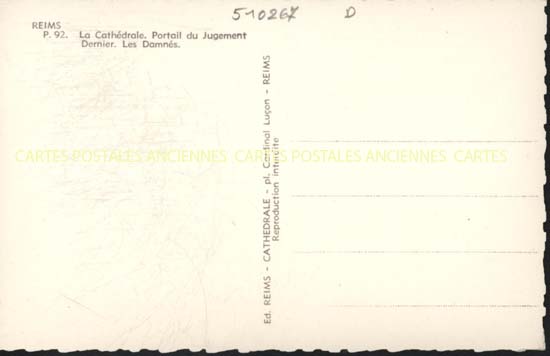 510267 D
REIMS
P. 92. La Cathédrale. Portail du Jugement
Dernier. Les Damnés.
CARTES POSTALES ANCIENNES CARTES POSTALES ANCIENNES CARTES
Ed. REIMS - CATHEDRALE - pl. Cardinal Luçon - REIMS
Reproduction interdite